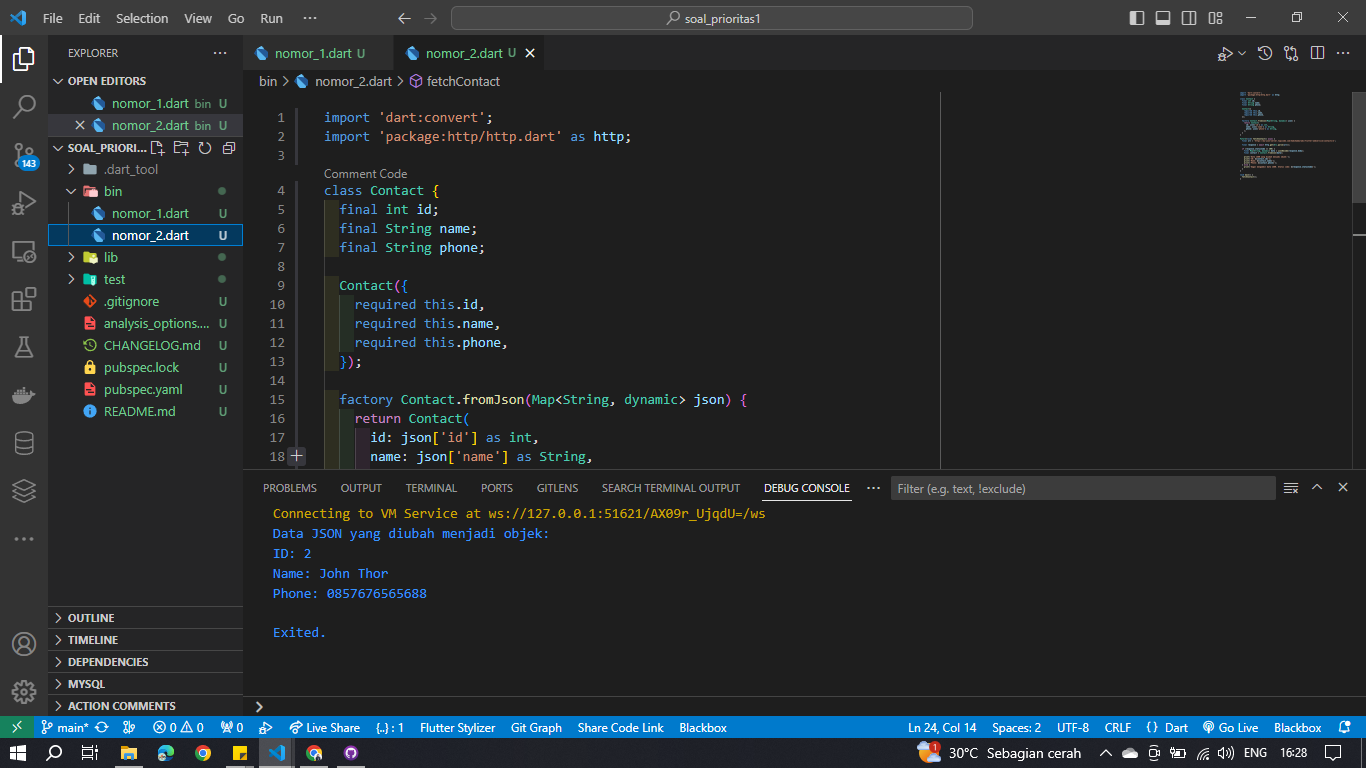 File Edit Selection View Go Run ··· soal_prioritas1
EXPLORER ···
OPEN EDITORS
nomor_1.dart bin U
nomor_2.dart bin U
SOAL_PRIORI...
.dart_tool
bin
nomor_1.dart U
nomor_2.dart U
lib
test
.gitignore U
analysis_options.... U
CHANGELOG.md U
pubspec.lock U
pubspec.yaml U
README.md U
OUTLINE
TIMELINE
DEPENDENCIES
MYSQL
ACTION COMMENTS
143
nomor_1.dart U nomor_2.dart U
bin > nomor_2.dart > fetchContact
1 import 'dart:convert';
2 import 'package:http/http.dart' as http;
3
Comment Code
4 class Contact {
5 final int id;
6 final String name;
7 final String phone;
8
9 Contact({
10 required this.id,
11 required this.name,
12 required this.phone,
13 });
14
15 factory Contact.fromJson(Map<String, dynamic> json) {
16 return Contact(
17 id: json['id'] as int,
18 name: json['name'] as String,
PROBLEMS OUTPUT TERMINAL PORTS GITLENS SEARCH TERMINAL OUTPUT DEBUG CONSOLE ··· Filter (e.g. text, !exclude)
Connecting to VM Service at ws://127.0.0.1:51621/AX09r_UjqdU=/ws
Data JSON yang diubah menjadi objek:
ID: 2
Name: John Thor
Phone: 0857676565688
Exited.
main* 0 0 0 Live Share {..} : 1 Flutter Stylizer Git Graph Share Code Link Blackbox Ln 24, Col 14 Spaces: 2 UTF-8 CRLF { } Dart Go Live Blackbox
1 30°C Sebagian cerah ENG 16:28